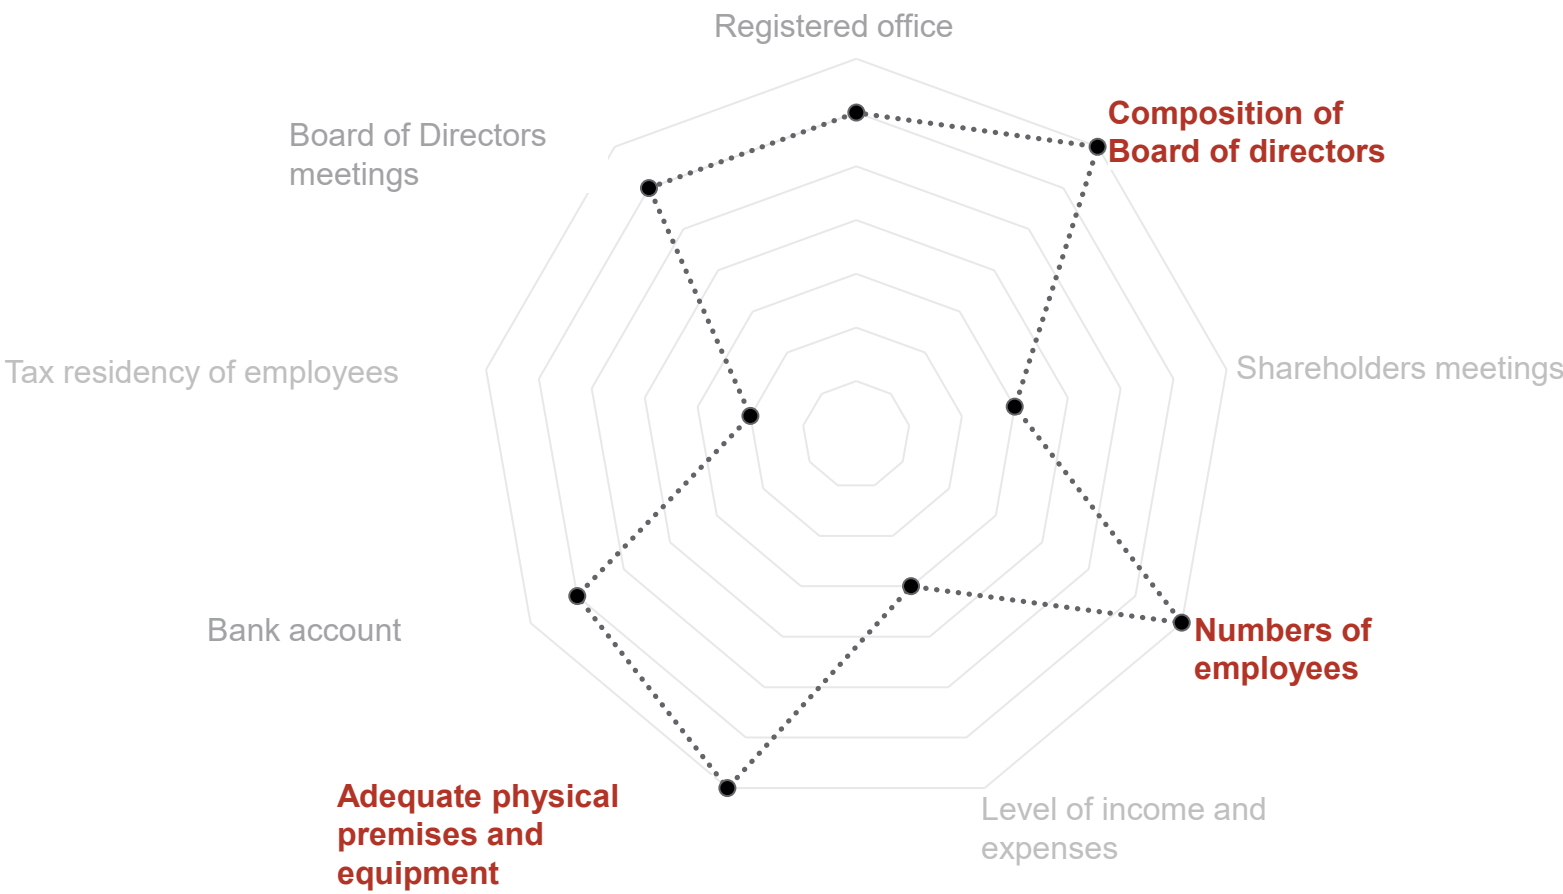 Registered office
Composition of
Board of directors
Board of Directors
meetings
Shareholders meetings
Tax residency of employees
Numbers of
employees
Bank account
Adequate physical
premises and
equipment
Level of income and
expenses